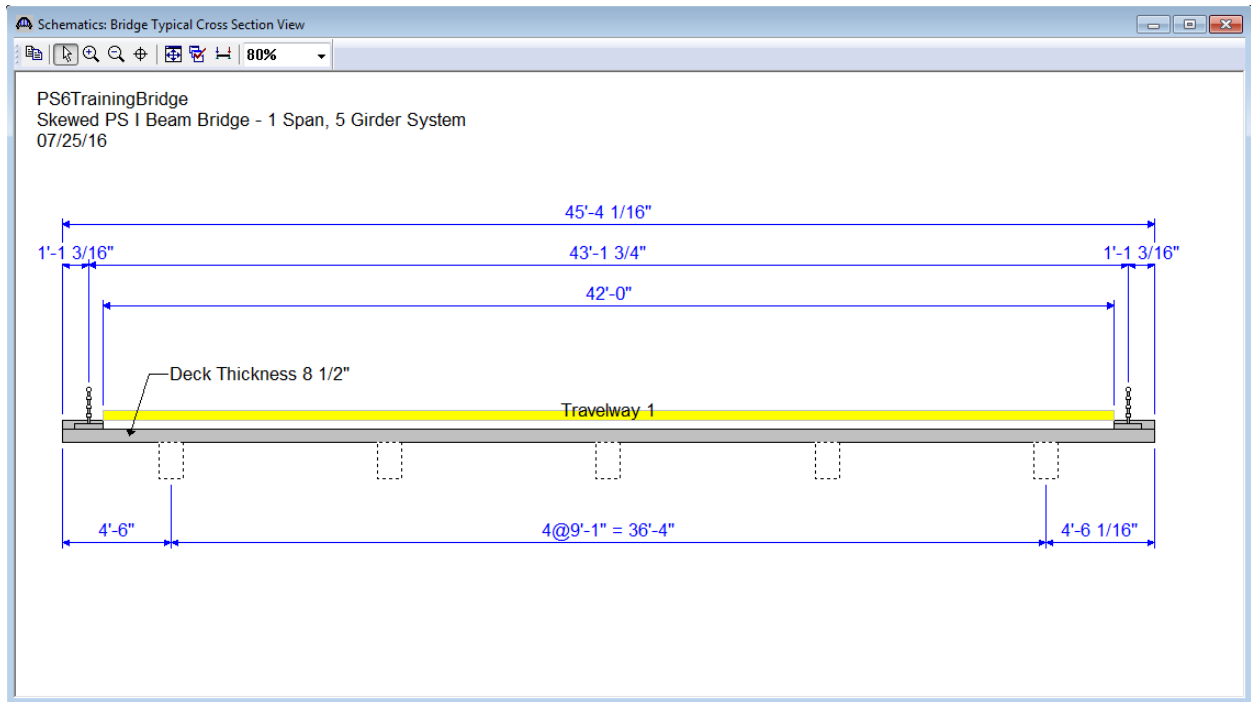 Schematics: Bridge Typical Cross Section View
80%
PS6TrainingBridge
Skewed PS I Beam Bridge - 1 Span, 5 Girder System
07/25/16
45'-4 1/16"
1'-1 3/16" 43'-1 3/4" 1'-1 3/16"
42'-0"
Deck Thickness 8 1/2"
Travelway 1
4'-6" 4@9'-1" = 36'-4" 4'-6 1/16"